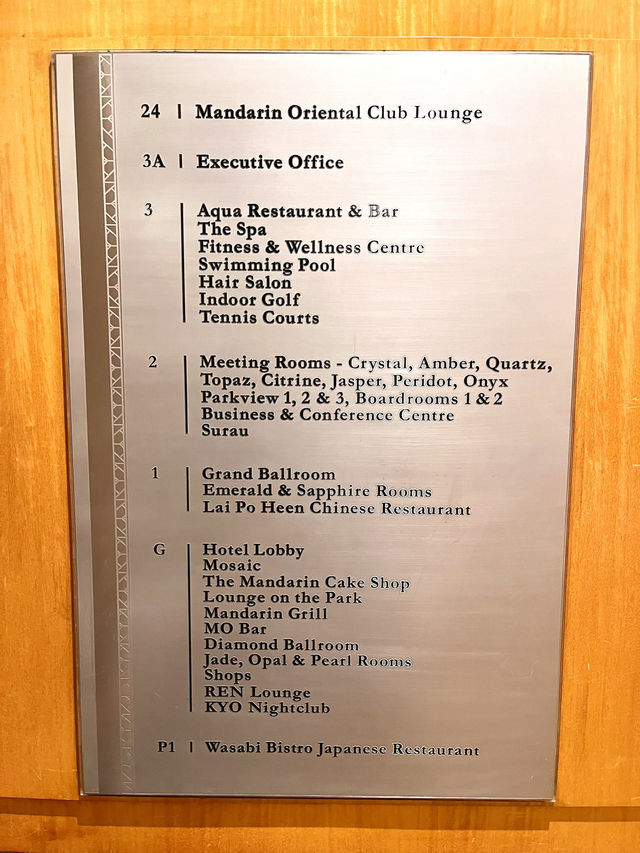 24 | Mandarin Oriental Club Lounge
3A | Executive Office
3 Aqua Restaurant & Bar
The Spa
Fitness & Wellness Centre
Swimming Pool
Hair Salon
Indoor Golf
Tennis Courts
2 Meeting Rooms - Crystal, Amber, Quartz,
Topaz, Citrine, Jasper, Peridot, Onyx
Parkview 1, 2 & 3, Boardrooms 1 & 2
Business & Conference Centre
Surau
1 Grand Ballroom
Emerald & Sapphire Rooms
Lai Po Heen Chinese Restaurant
G Hotel Lobby
Mosaic
The Mandarin Cake Shop
Lounge on the Park
Mandarin Grill
MO Bar
Diamond Ballroom
Jade, Opal & Pearl Rooms
Shops
REN Lounge
KYO Nightclub
P1 | Wasabi Bistro Japanese Restaurant